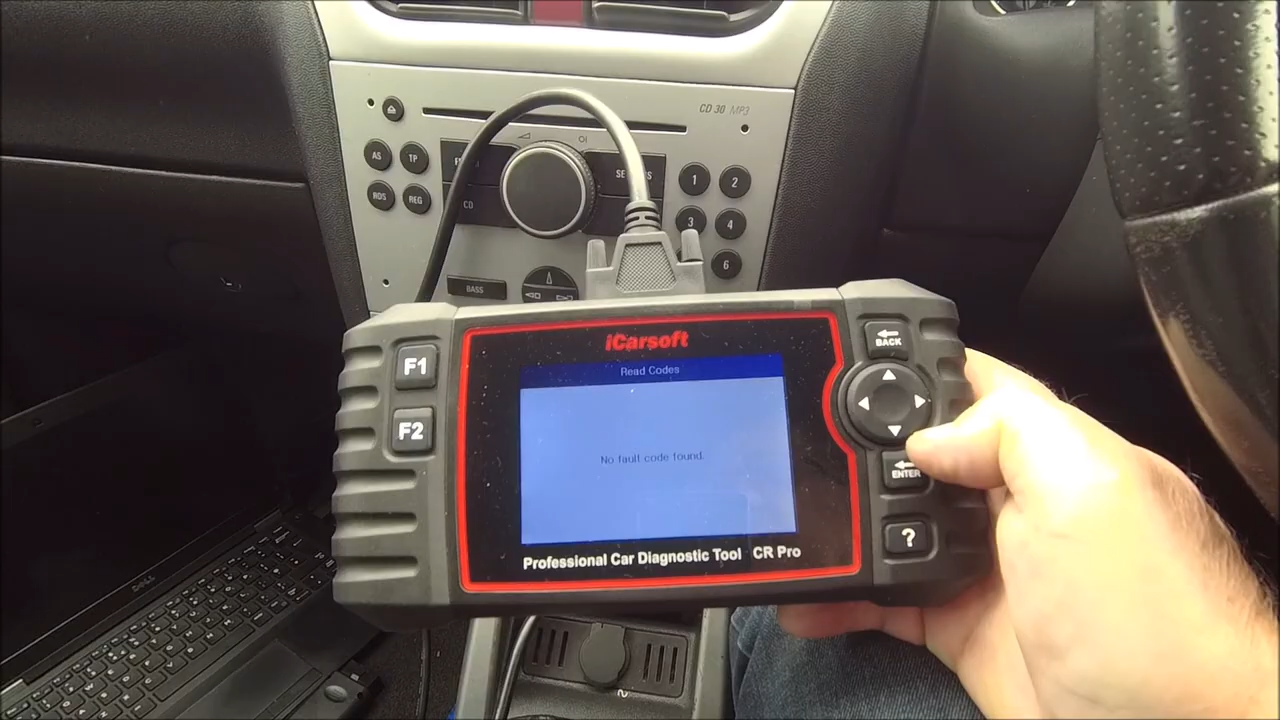 CD 30 MP3
AS
TP
RDS
REG
CD
1
2
3
4
6
BASS
iCarsoft
Read Codes
No fault code found.
Professional Car Diagnostic Tool CR Pro
F1
F2
BACK
ENTER
?
DELL